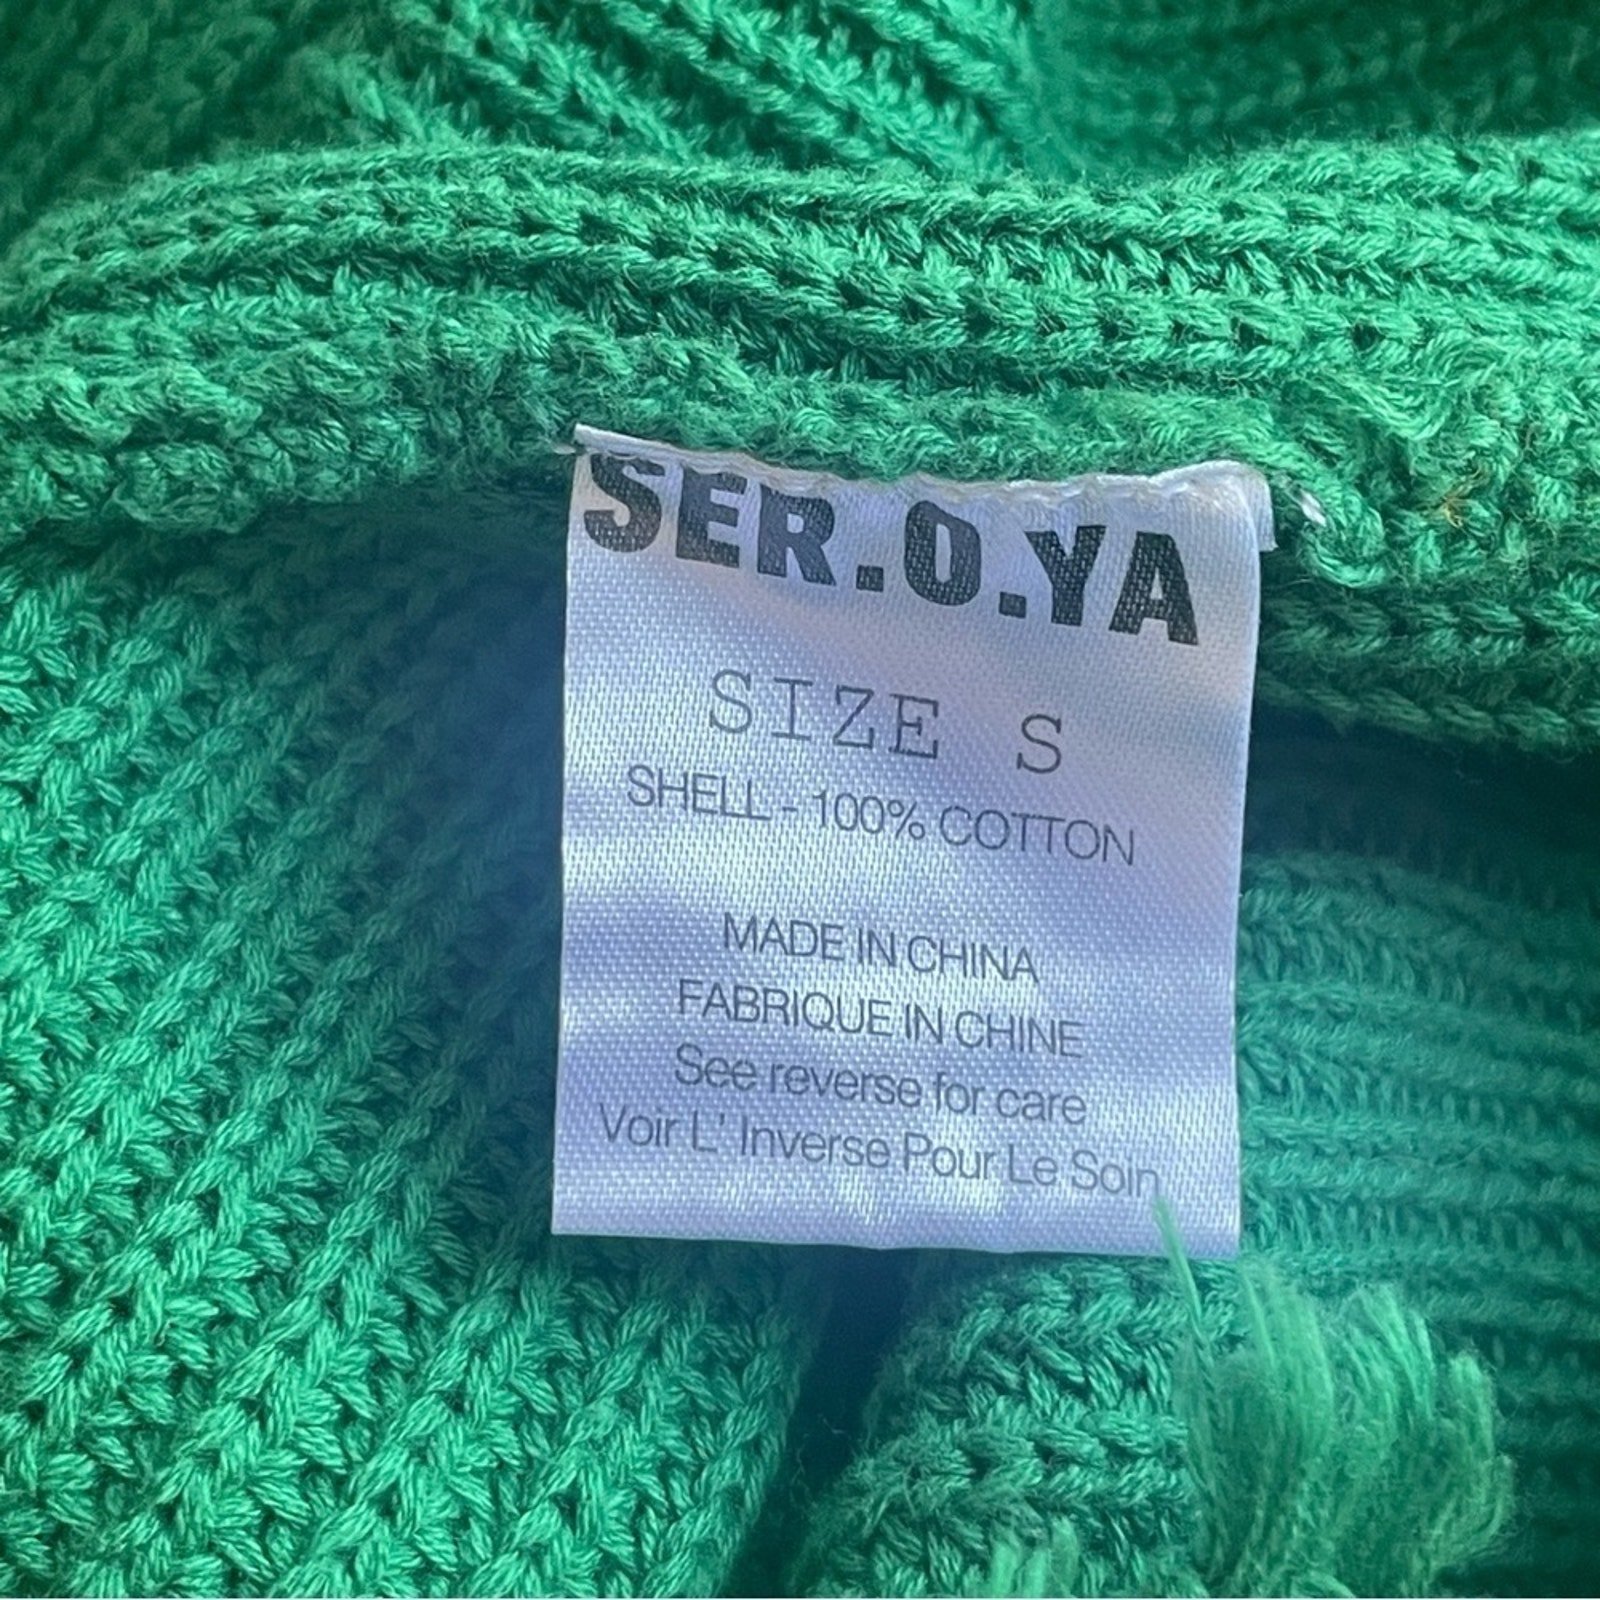 SER.O.YA
SIZE S
SHELL - 100% COTTON
MADE IN CHINA
FABRIQUE IN CHINE
See reverse for care
Voir L' Inverse Pour Le Soin